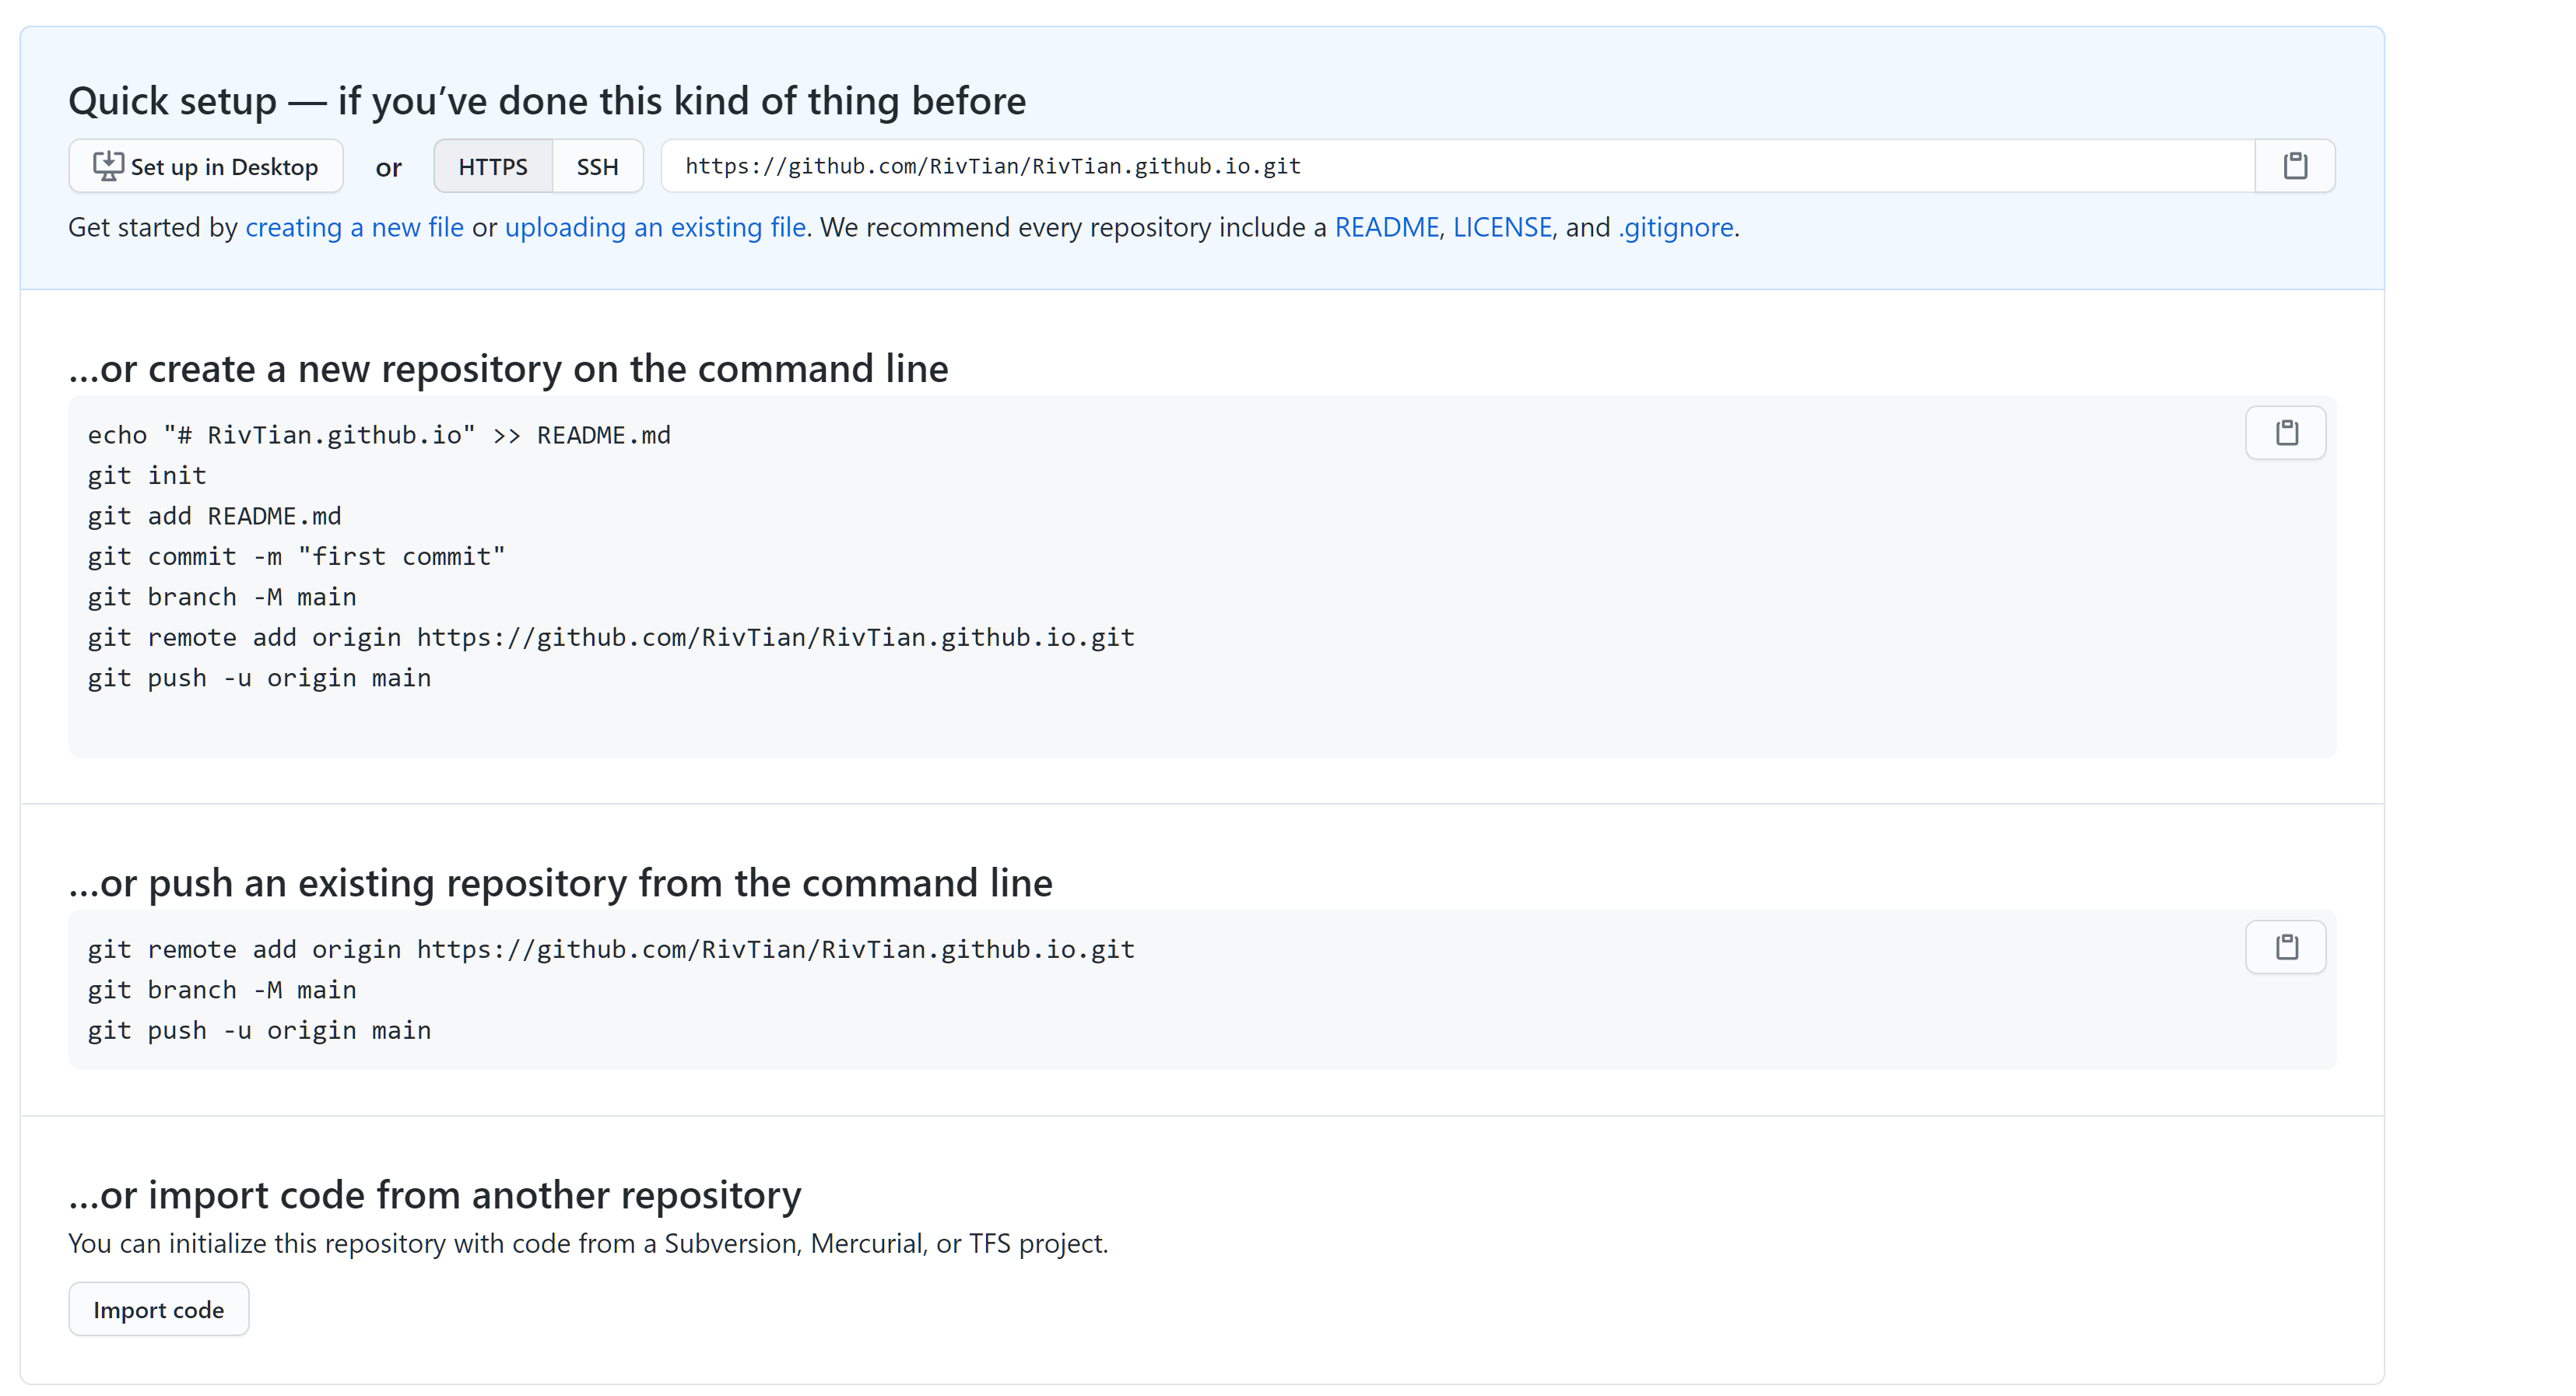 Quick setup — if you’ve done this kind of thing before
Set up in Desktop or HTTPS SSH https://github.com/RivTian/RivTian.github.io.git
Get started by creating a new file or uploading an existing file. We recommend every repository include a README, LICENSE, and .gitignore.
…or create a new repository on the command line
echo "# RivTian.github.io" >> README.md
git init
git add README.md
git commit -m "first commit"
git branch -M main
git remote add origin https://github.com/RivTian/RivTian.github.io.git
git push -u origin main
…or push an existing repository from the command line
git remote add origin https://github.com/RivTian/RivTian.github.io.git
git branch -M main
git push -u origin main
…or import code from another repository
You can initialize this repository with code from a Subversion, Mercurial, or TFS project.
Import code